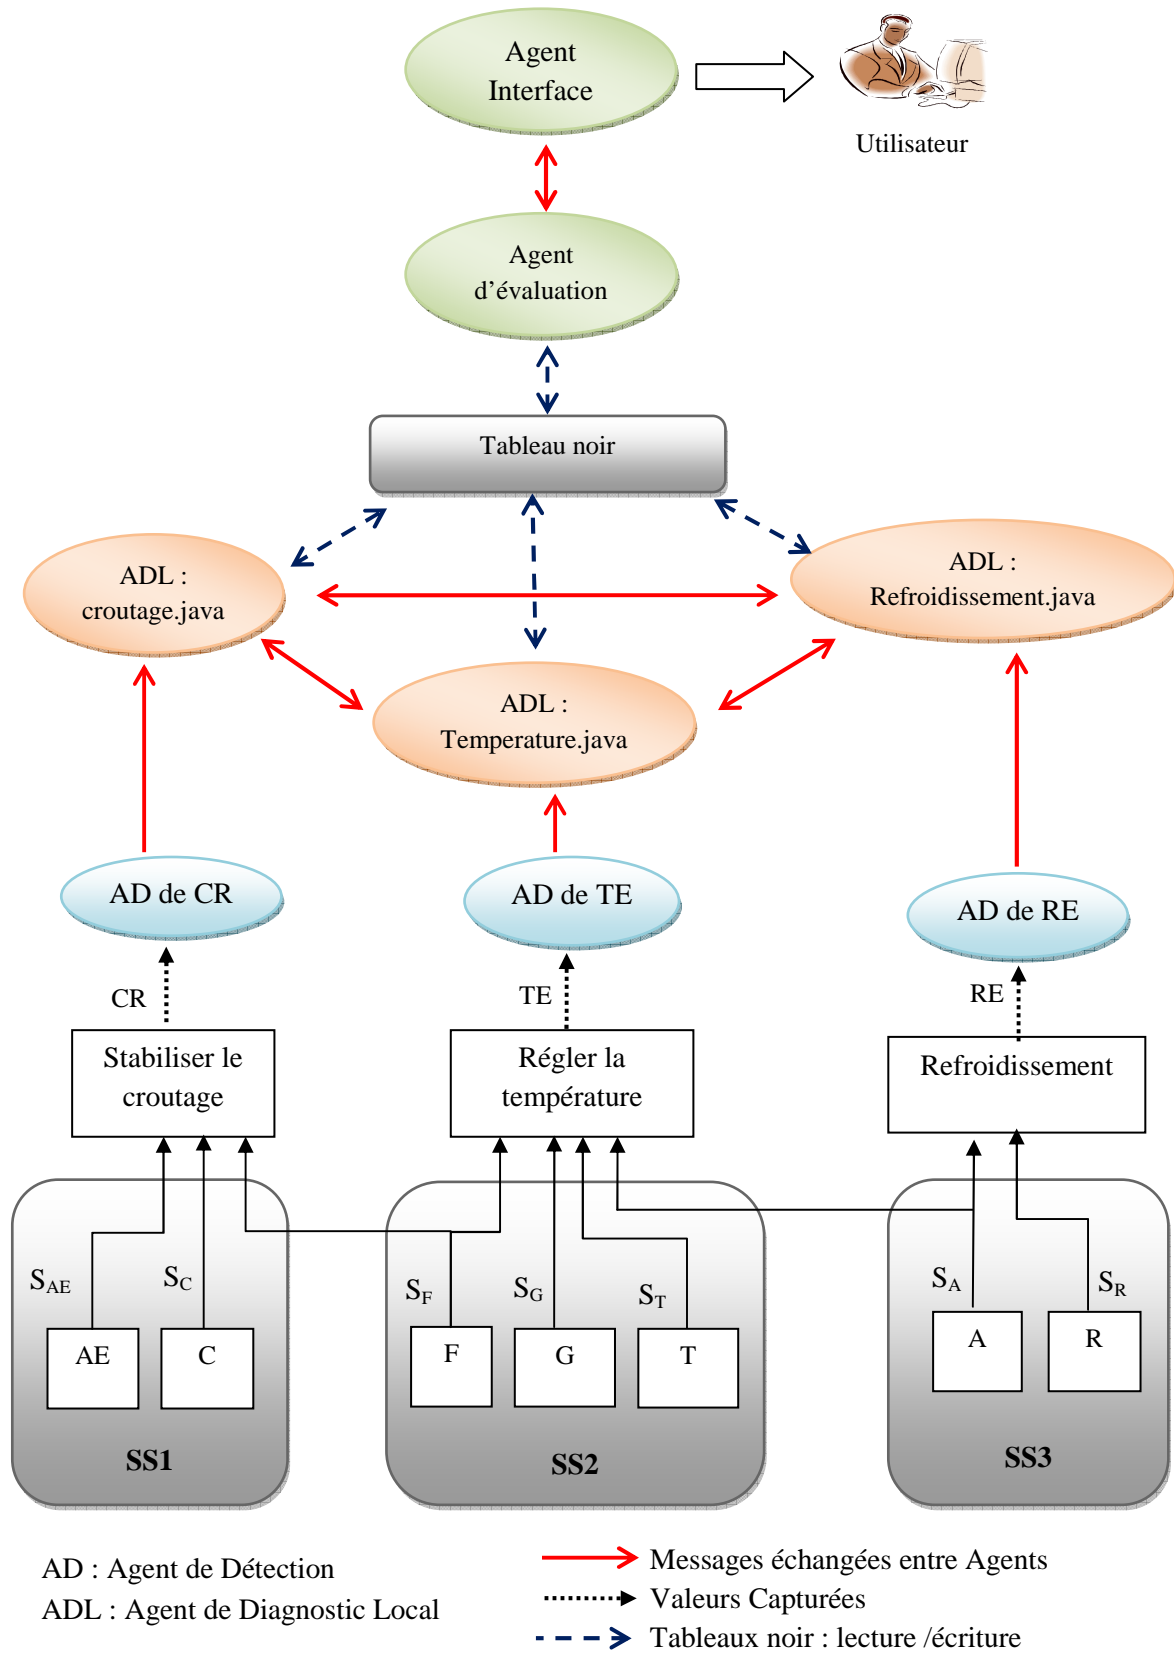 Agent
Interface
Utilisateur
Agent
d’évaluation
Tableau noir
ADL :
croutage.java
ADL :
Refroidissement.java
ADL :
Temperature.java
AD de CR
AD de TE
AD de RE
CR
TE
RE
Stabiliser le
croutage
Régler la
température
Refroidissement
SAE
SC
SF
SG
ST
SA
SR
AE
C
F
G
T
A
R
SS1
SS2
SS3
AD : Agent de Détection
ADL : Agent de Diagnostic Local
Messages échangées entre Agents
Valeurs Capturées
Tableaux noir : lecture /écriture